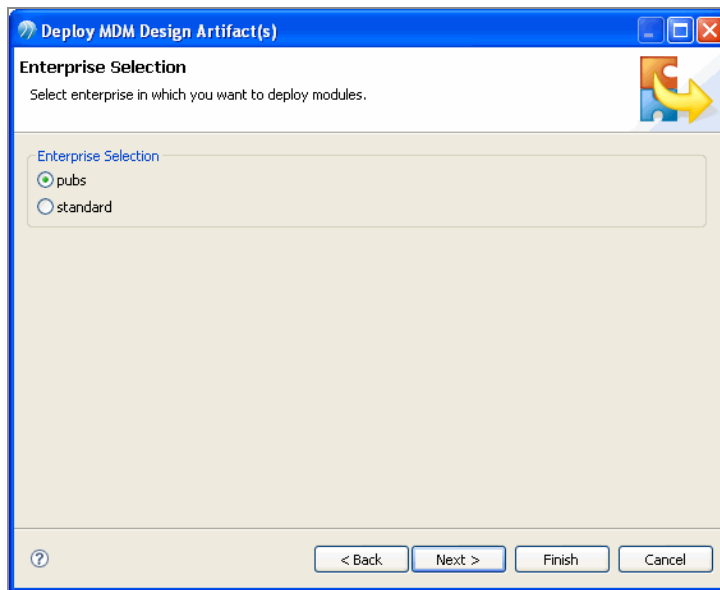 Deploy MDM Design Artifact(s)
Enterprise Selection
Select enterprise in which you want to deploy modules.
Enterprise Selection
pubs
standard
?
< Back
Next >
Finish
Cancel